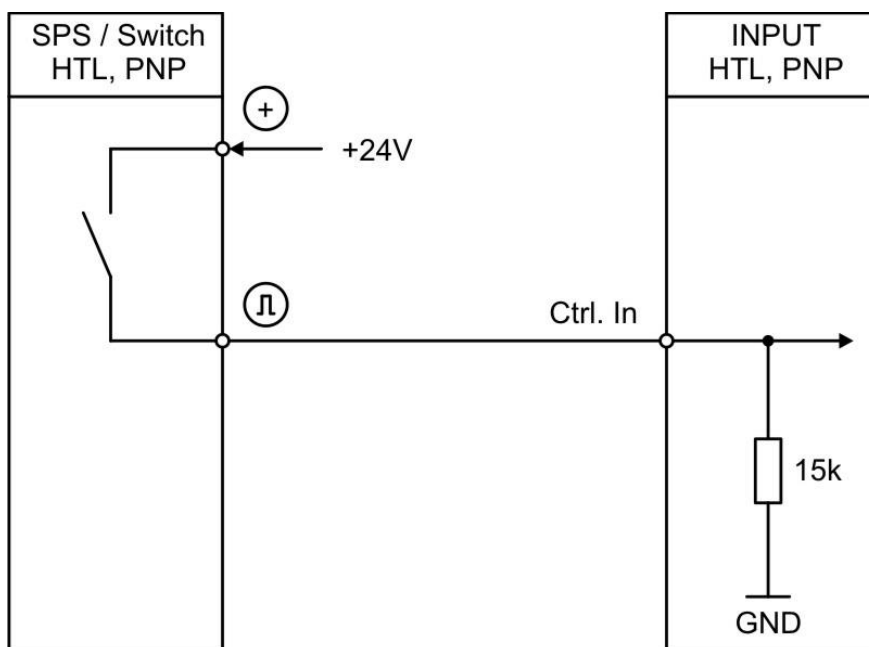 SPS / Switch
HTL, PNP
INPUT
HTL, PNP
+
+24V
Ctrl. In
15k
GND